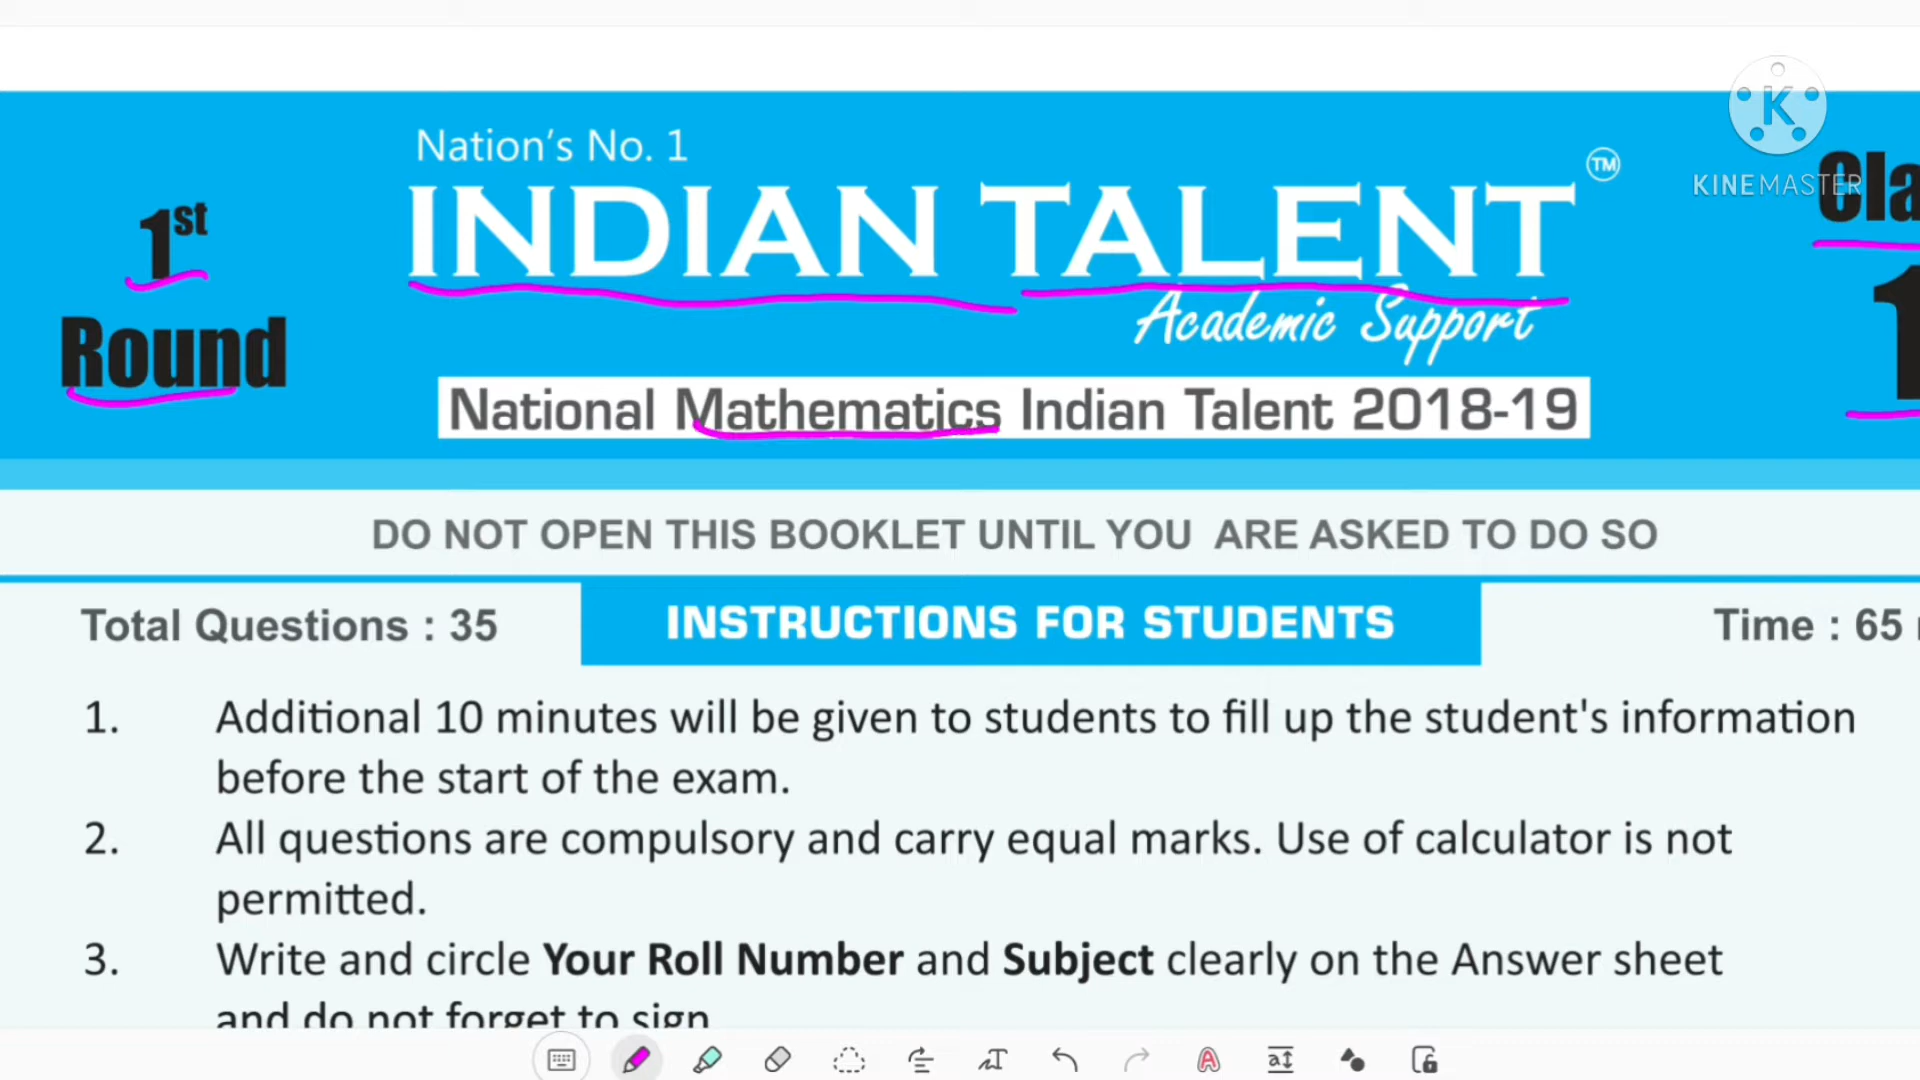 Nation's No. 1
INDIAN TALENT ™
Academic Support
1st
Round
National Mathematics Indian Talent 2018-19
KINEMASTER
DO NOT OPEN THIS BOOKLET UNTIL YOU ARE ASKED TO DO SO
Total Questions : 35
INSTRUCTIONS FOR STUDENTS
Time : 65
1. Additional 10 minutes will be given to students to fill up the student's information
before the start of the exam.
2. All questions are compulsory and carry equal marks. Use of calculator is not
permitted.
3. Write and circle Your Roll Number and Subject clearly on the Answer sheet
and do not forget to sign